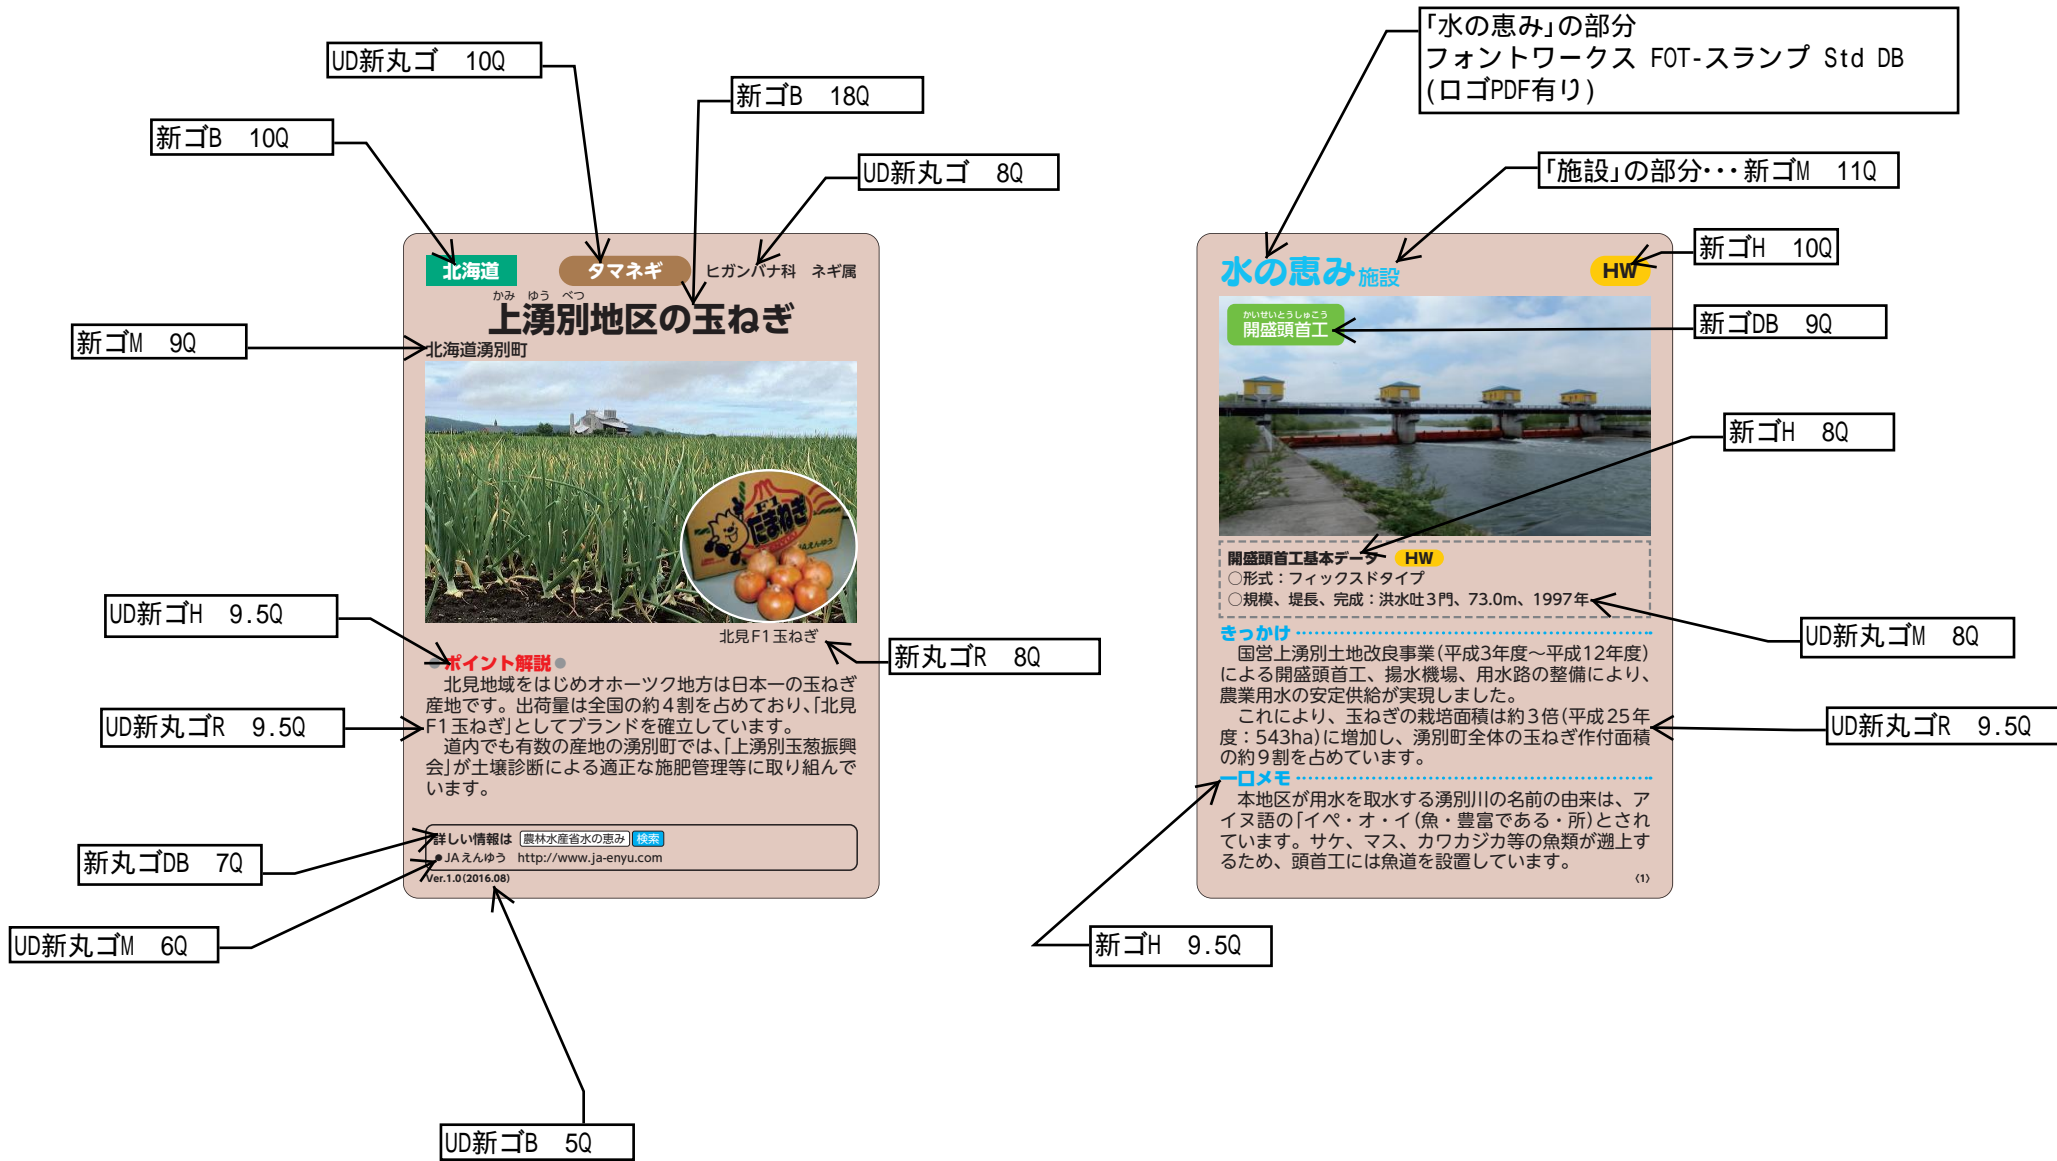 UD新丸ゴ　10Q
新ゴB　18Q
新ゴB　10Q
UD新丸ゴ　8Q
新ゴM　9Q
UD新ゴH　9.5Q
UD新丸ゴR　9.5Q
新丸ゴDB　7Q
UD新丸ゴM　6Q
UD新ゴB　5Q
新丸ゴR　8Q
北海道
タマネギ
ヒガンバナ科　ネギ属
かみ ゆう べつ
上湧別地区の玉ねぎ
北海道湧別町
F1
たまねぎ
JAえんゆう
北見F1玉ねぎ
●ポイント解説●
北見地域をはじめオホーツク地方は日本一の玉ねぎ
産地です。出荷量は全国の約4割を占めており、「北見
F1玉ねぎ」としてブランドを確立しています。
道内でも有数の産地の湧別町では、「上湧別玉葱振興
会」が土壌診断による適正な施肥管理等に取り組んで
います。
詳しい情報は 農林水産省水の恵み 検索
●JAえんゆう　http://www.ja-enyu.com
Ver.1.0(2016.08)
「水の恵み」の部分
フォントワークス FOT-スランプ Std DB
(ロゴPDF有り)
「施設」の部分・・・新ゴM　11Q
新ゴH　10Q
新ゴDB　9Q
新ゴH　8Q
UD新丸ゴM　8Q
UD新丸ゴR　9.5Q
新ゴH　9.5Q
水の恵み施設
HW
かいせいとうしゅこう
開盛頭首工
開盛頭首工基本データ HW
○形式：フィックスドタイプ
○規模、堤長、完成：洪水吐3門、73.0m、1997年
きっかけ
国営上湧別土地改良事業(平成3年度〜平成12年度)
による開盛頭首工、揚水機場、用水路の整備により、
農業用水の安定供給が実現しました。
これにより、玉ねぎの栽培面積は約3倍(平成25年
度：543ha)に増加し、湧別町全体の玉ねぎ作付面積
の約9割を占めています。
一口メモ
本地区が用水を取水する湧別川の名前の由来は、ア
イヌ語の「イペ・オ・イ(魚・豊富である・所)とされ
ています。サケ、マス、カワカジカ等の魚類が遡上す
るため、頭首工には魚道を設置しています。
(1)